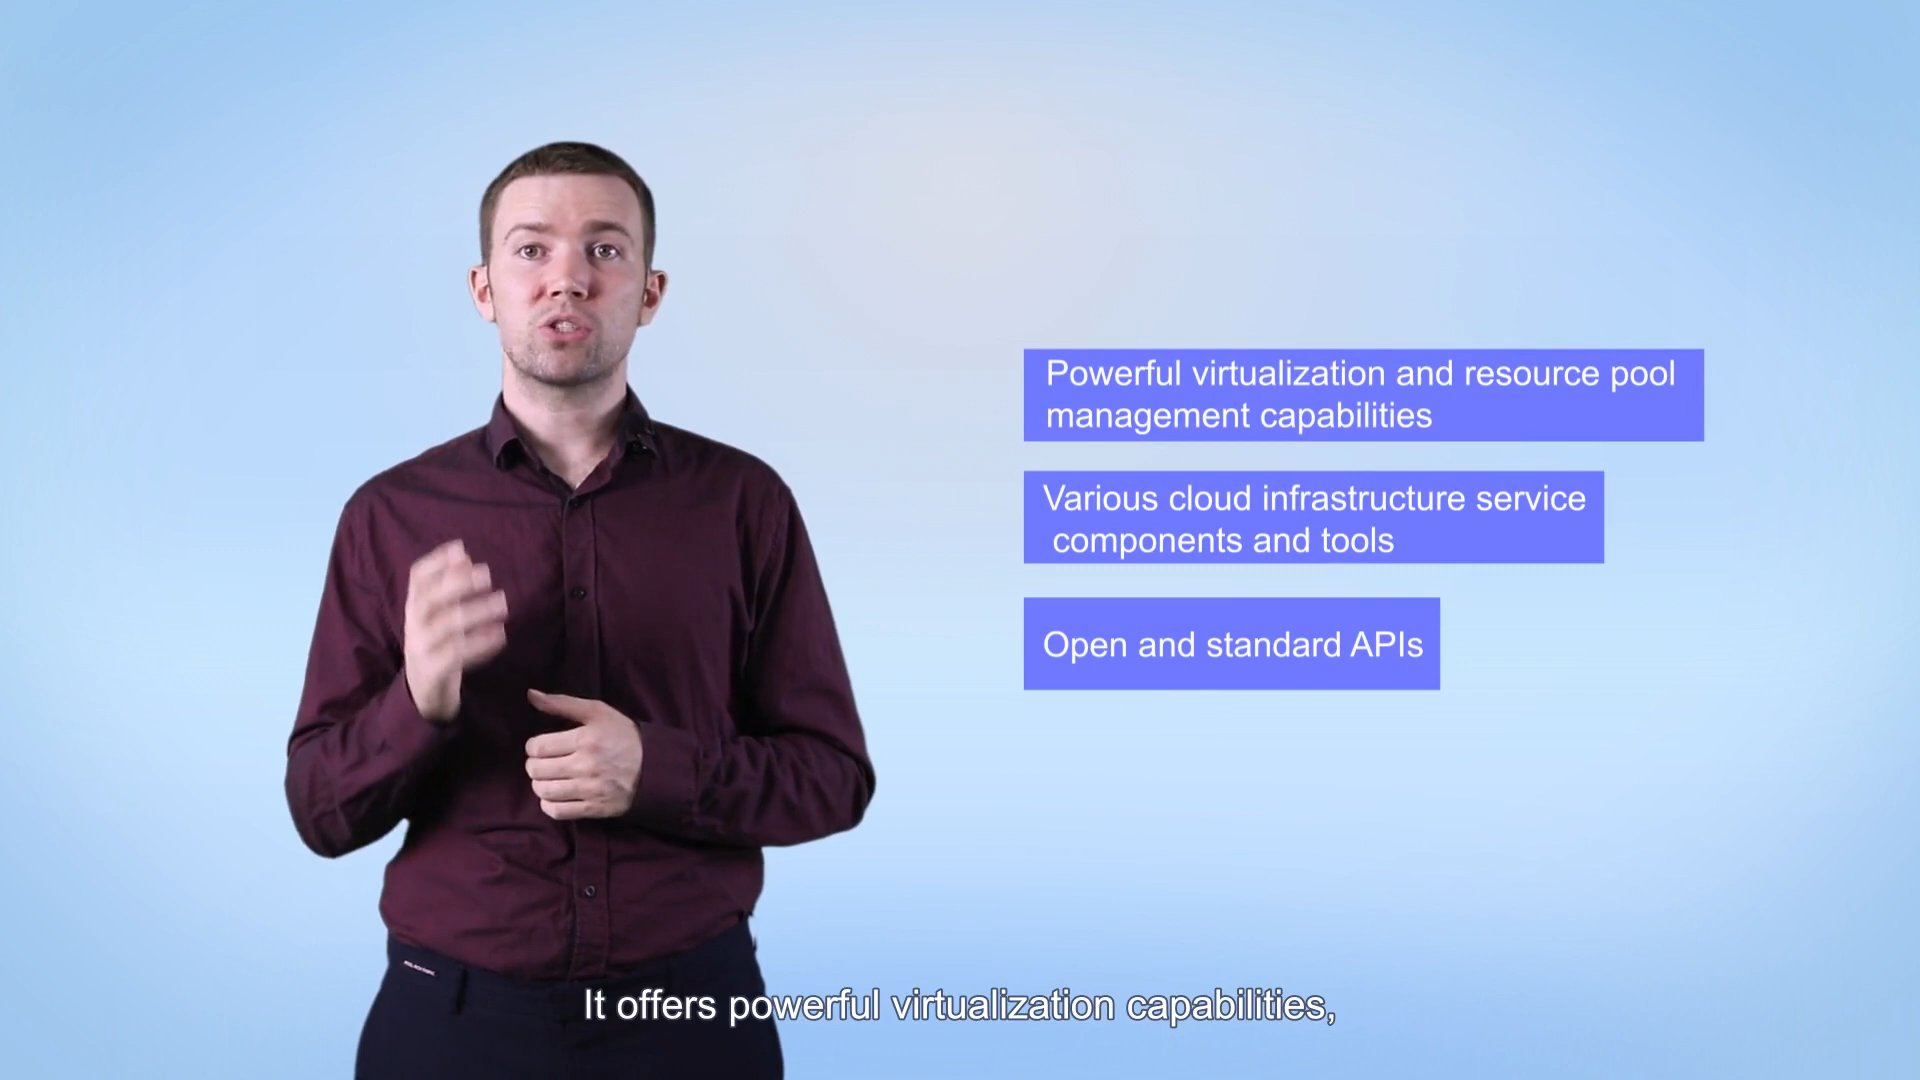 Powerful virtualization and resource pool
management capabilities
Various cloud infrastructure service
components and tools
Open and standard APIs
It offers powerful virtualization capabilities,